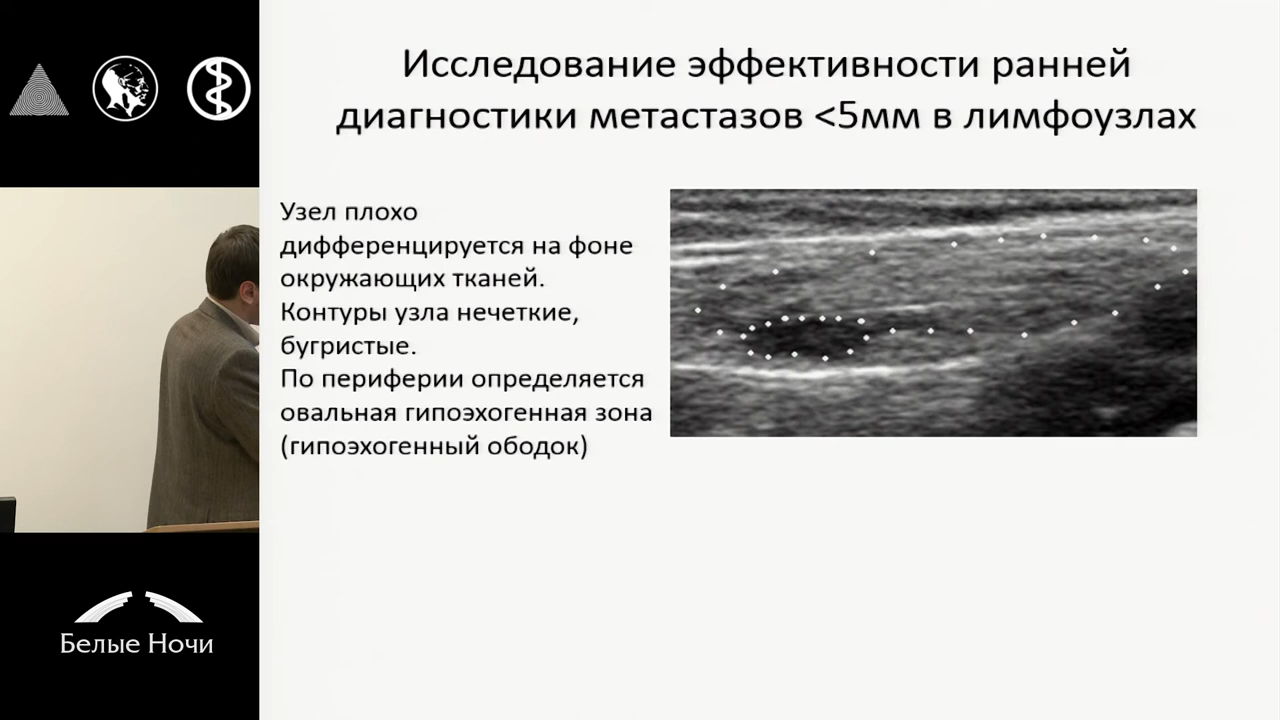 Исследование эффективности ранней
диагностики метастазов <5мм в лимфоузлах
Узел плохо
дифференцируется на фоне
окружающих тканей.
Контуры узла нечеткие,
бугристые.
По периферии определяется
овальная гипоэхогенная зона
(гипоэхогенный ободок)
Белые Ночи